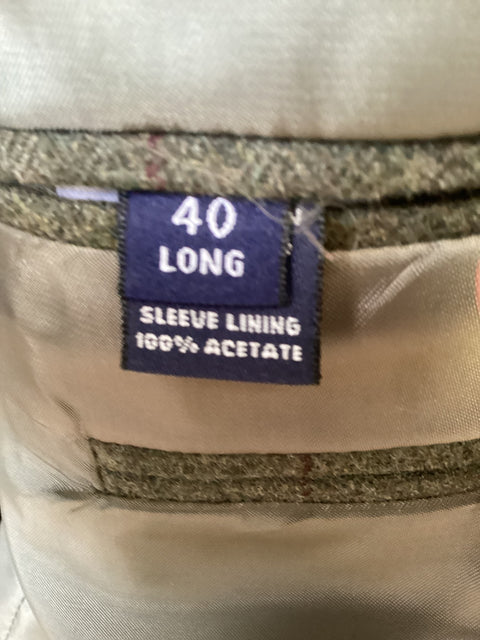 40
LONG
SLEEVE LINING
100% ACETATE